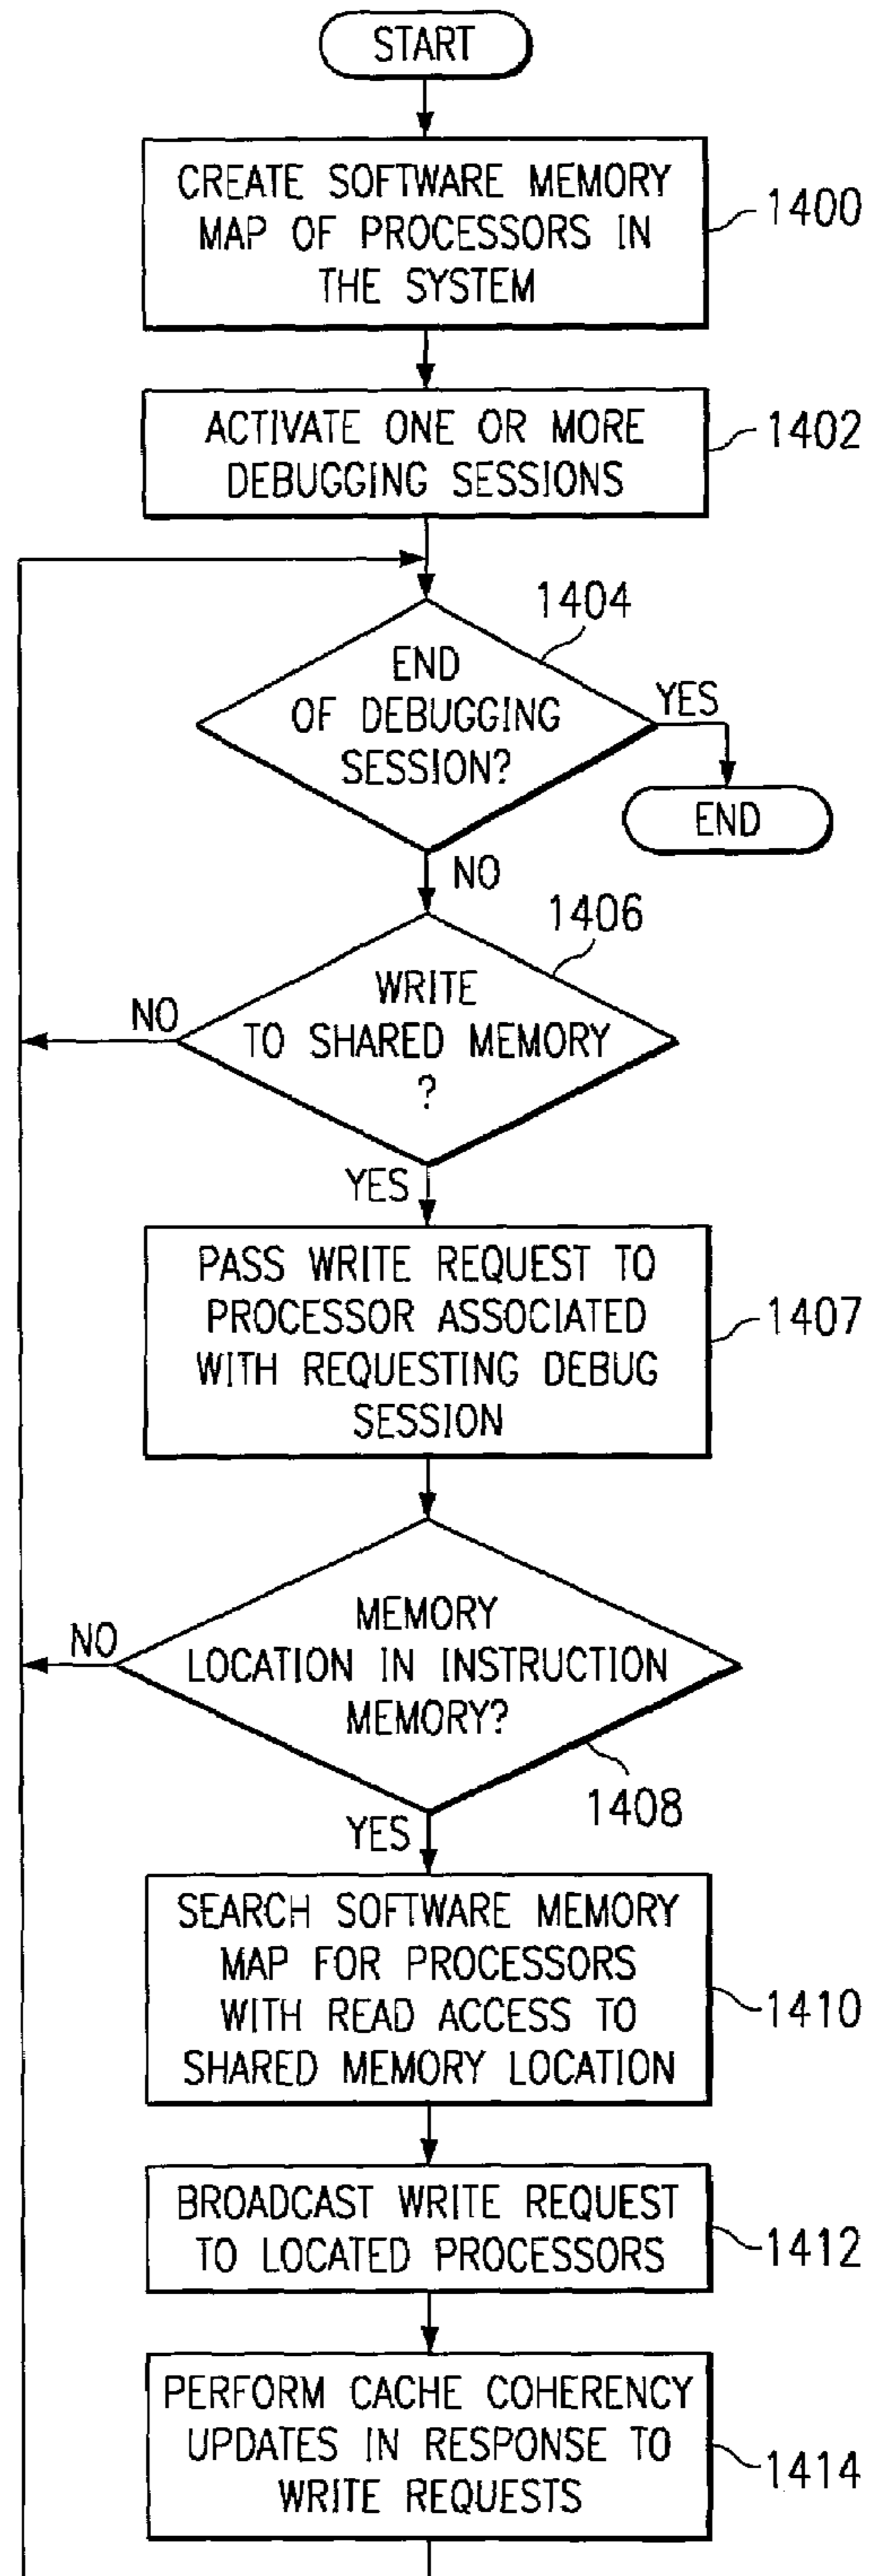 START
CREATE SOFTWARE MEMORY
MAP OF PROCESSORS IN
THE SYSTEM
1400
ACTIVATE ONE OR MORE
DEBUGGING SESSIONS
1402
1404
END
OF DEBUGGING
SESSION?
YES
END
NO
1406
WRITE
TO SHARED MEMORY
?
NO
YES
PASS WRITE REQUEST TO
PROCESSOR ASSOCIATED
WITH REQUESTING DEBUG
SESSION
1407
MEMORY
LOCATION IN INSTRUCTION
MEMORY?
NO
1408
YES
SEARCH SOFTWARE MEMORY
MAP FOR PROCESSORS
WITH READ ACCESS TO
SHARED MEMORY LOCATION
1410
BROADCAST WRITE REQUEST
TO LOCATED PROCESSORS
1412
PERFORM CACHE COHERENCY
UPDATES IN RESPONSE TO
WRITE REQUESTS
1414